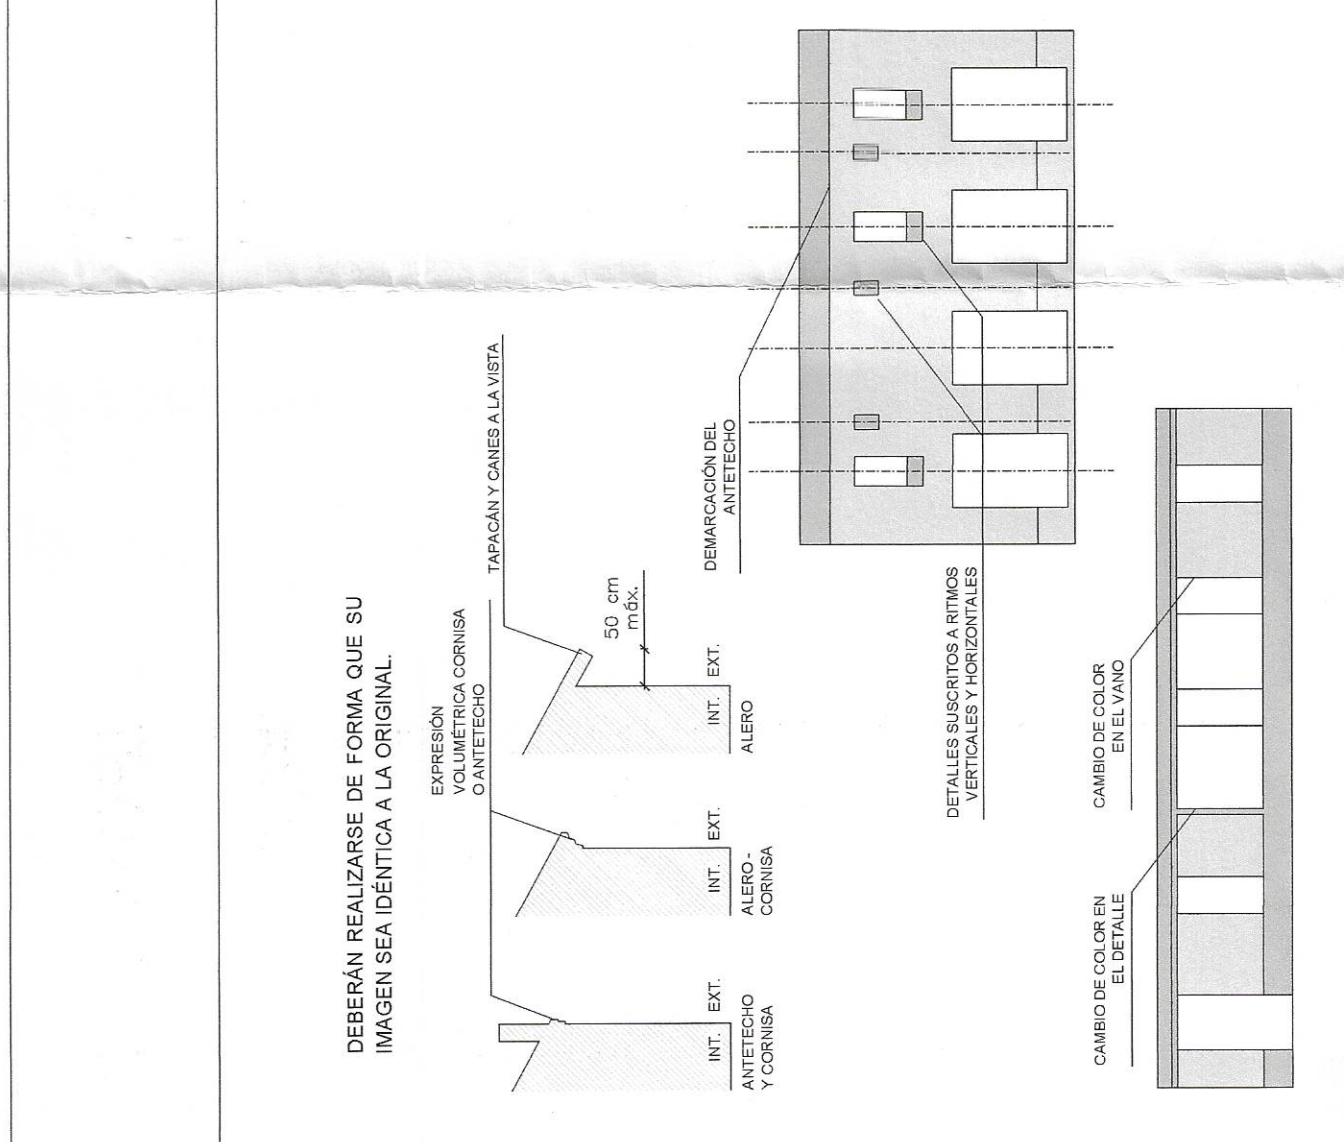 DEBERÁN REALIZARSE DE FORMA QUE SU
IMAGEN SEA IDÉNTICA A LA ORIGINAL.
EXPRESIÓN
VOLUMÉTRICA CORNISA
O ANTETECHO
TAPACÁN Y CANES A LA VISTA
50 cm
máx.
INT.
EXT.
ANTETECHO
Y CORNISA
INT.
EXT.
ALERO -
CORNISA
INT.
EXT.
ALERO
DEMARCACIÓN DEL
ANTETECHO
DETALLES SUSCRITOS A RITMOS
VERTICALES Y HORIZONTALES
CAMBIO DE COLOR EN
EL DETALLE
CAMBIO DE COLOR
EN EL VANO